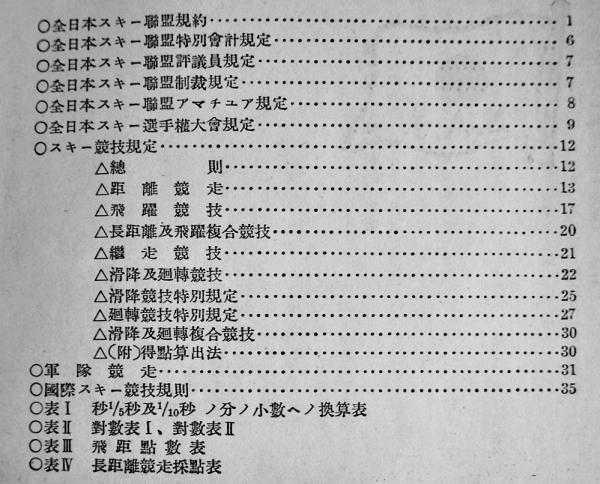 ○全日本スキー聯盟規約……………………………1
○全日本スキー聯盟特別會計規定……………………6
○全日本スキー聯盟評議員規定………………………7
○全日本スキー聯盟制裁規定…………………………7
○全日本スキー聯盟アマチユア規定…………………8
○全日本スキー選手權大會規定………………………9
○スキー競技規定……………………………………12
△總　　　則…………………………………………12
△距離競走……………………………………………13
△飛躍競技……………………………………………17
△長距離及飛躍複合競技……………………………20
△繼走競技……………………………………………21
△滑降及廻轉競技……………………………………22
△滑降競技特別規定…………………………………25
△廻轉競技特別規定…………………………………27
△滑降及廻轉複合競技………………………………30
△(附)得點算出法……………………………………30
○軍隊競走……………………………………………31
○國際スキー競技規則………………………………35
○表Ⅰ　秒1/5秒及1/10秒 ノ分ノ小數ヘノ換算表
○表Ⅱ　對數表Ⅰ、對數表Ⅱ
○表Ⅲ　飛距點數表
○表Ⅳ　長距離競走採點表